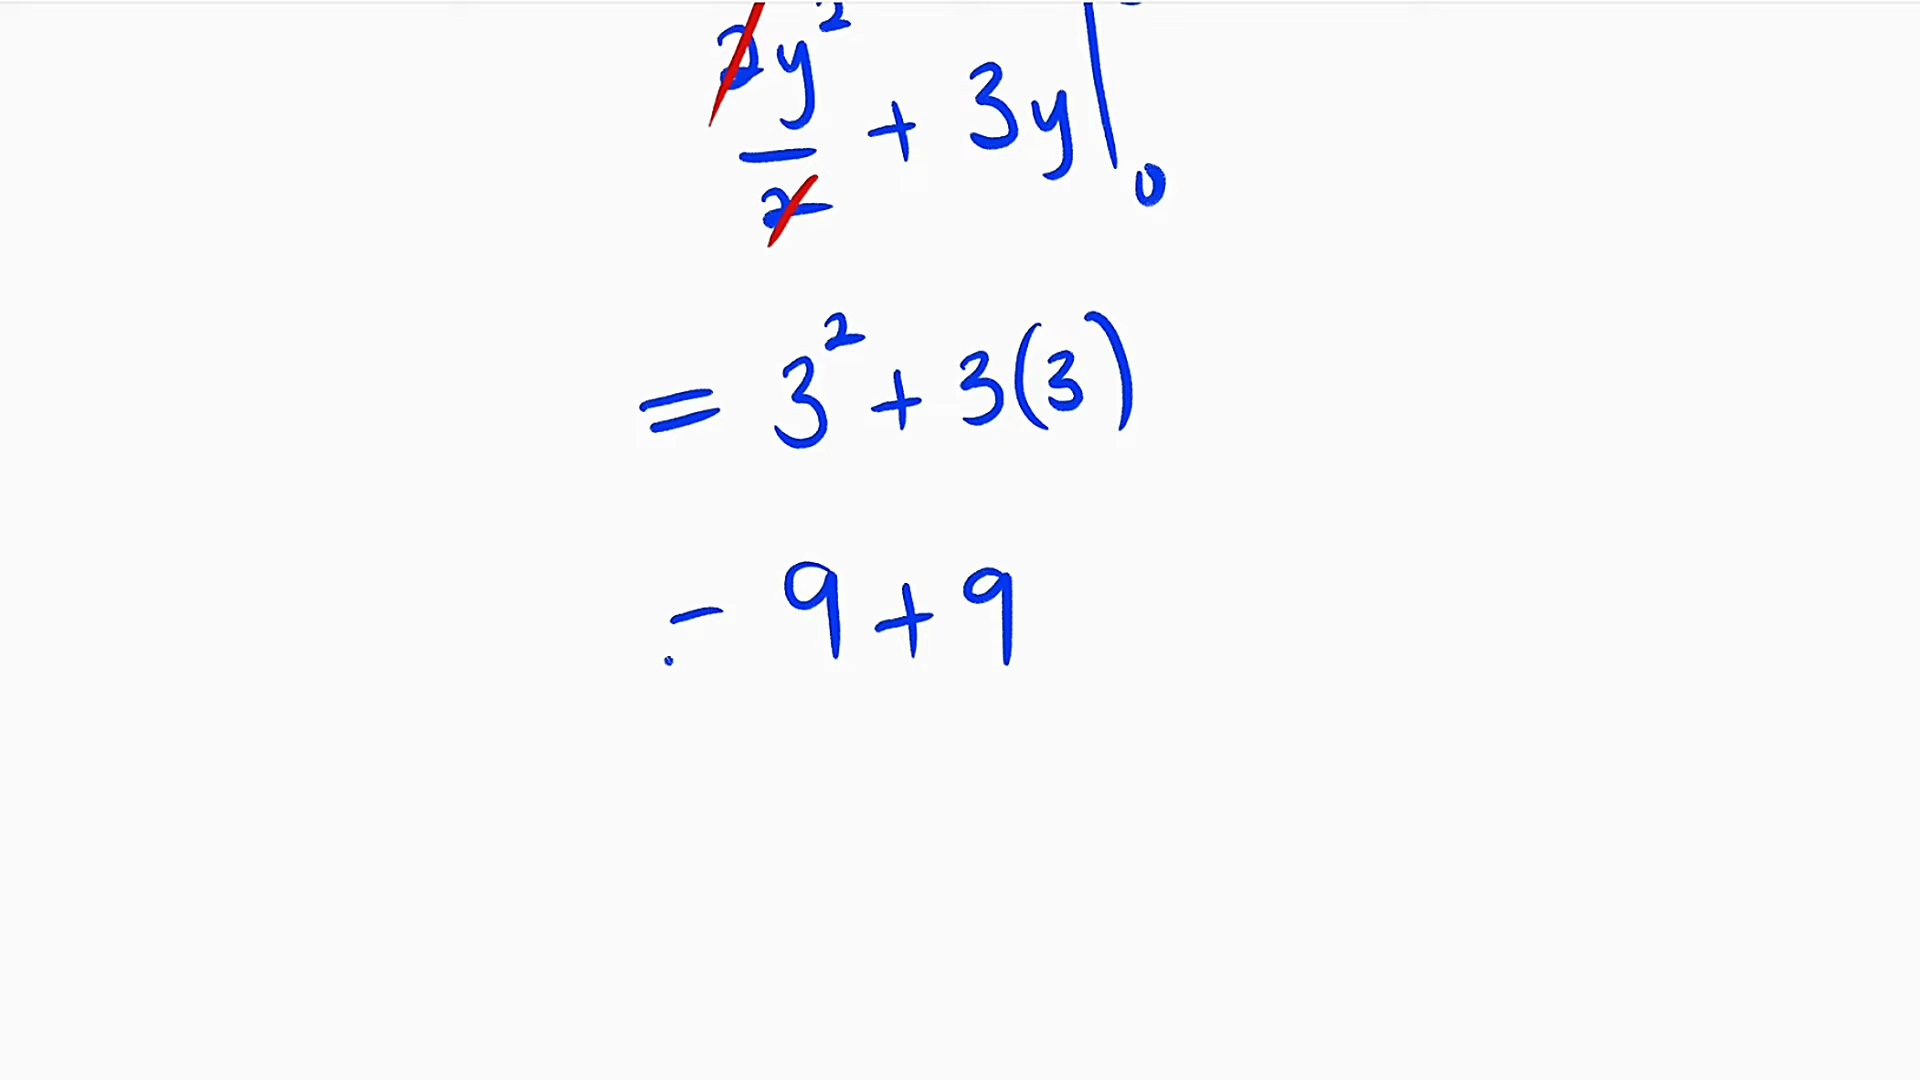 2y²/2 + 3y|₀
= 3² + 3(3)
= 9 + 9